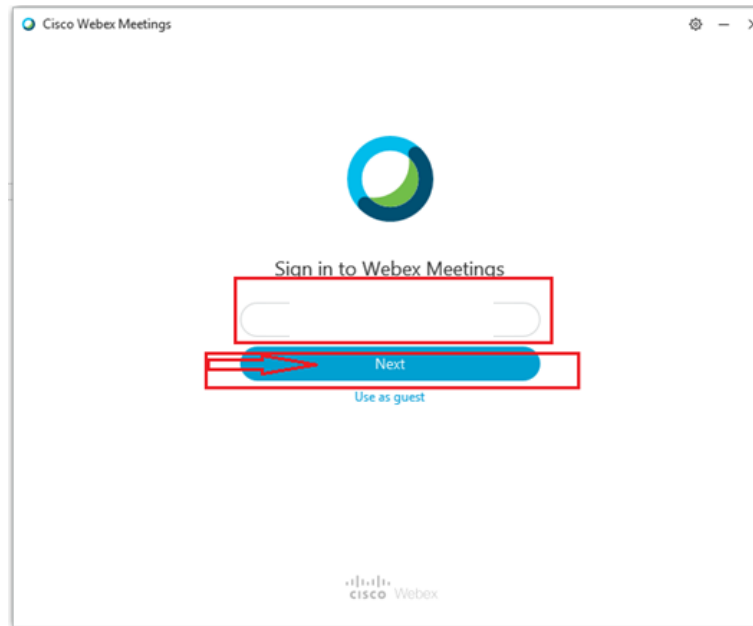 Cisco Webex Meetings
Sign in to Webex Meetings
Next
Use as guest
cisco Webex